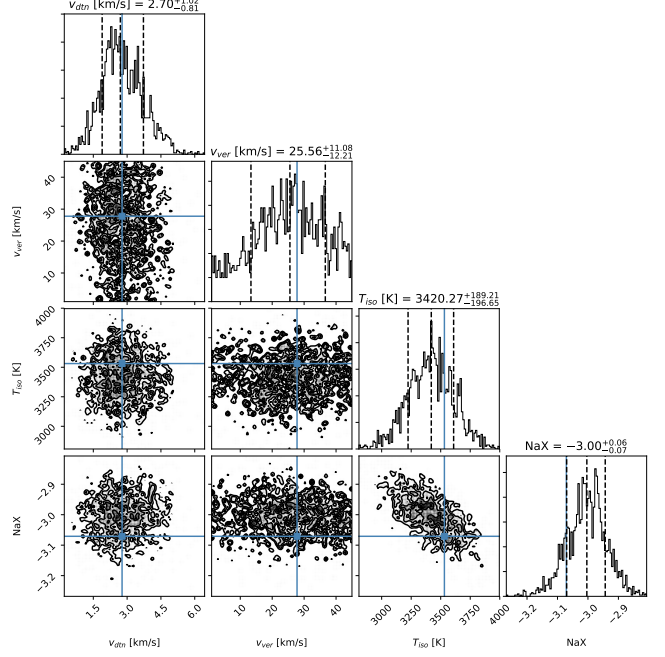 v_dtn [km/s] = 2.70^{+1.02}_{-0.81}
v_ver [km/s] = 25.56^{+11.08}_{-12.21}
40
30
20
10
v_ver [km/s]
T_iso [K] = 3420.27^{+189.21}_{-196.65}
4000
3750
3500
3250
3000
T_iso [K]
NaX = −3.00^{+0.06}_{-0.07}
−2.9
−3.0
−3.1
−3.2
NaX
1.5 3.0 4.5 6.0 10 20 30 40 3000 3250 3500 3750 4000 −3.2 −3.1 −3.0 −2.9
v_dtn [km/s] v_ver [km/s] T_iso [K] NaX